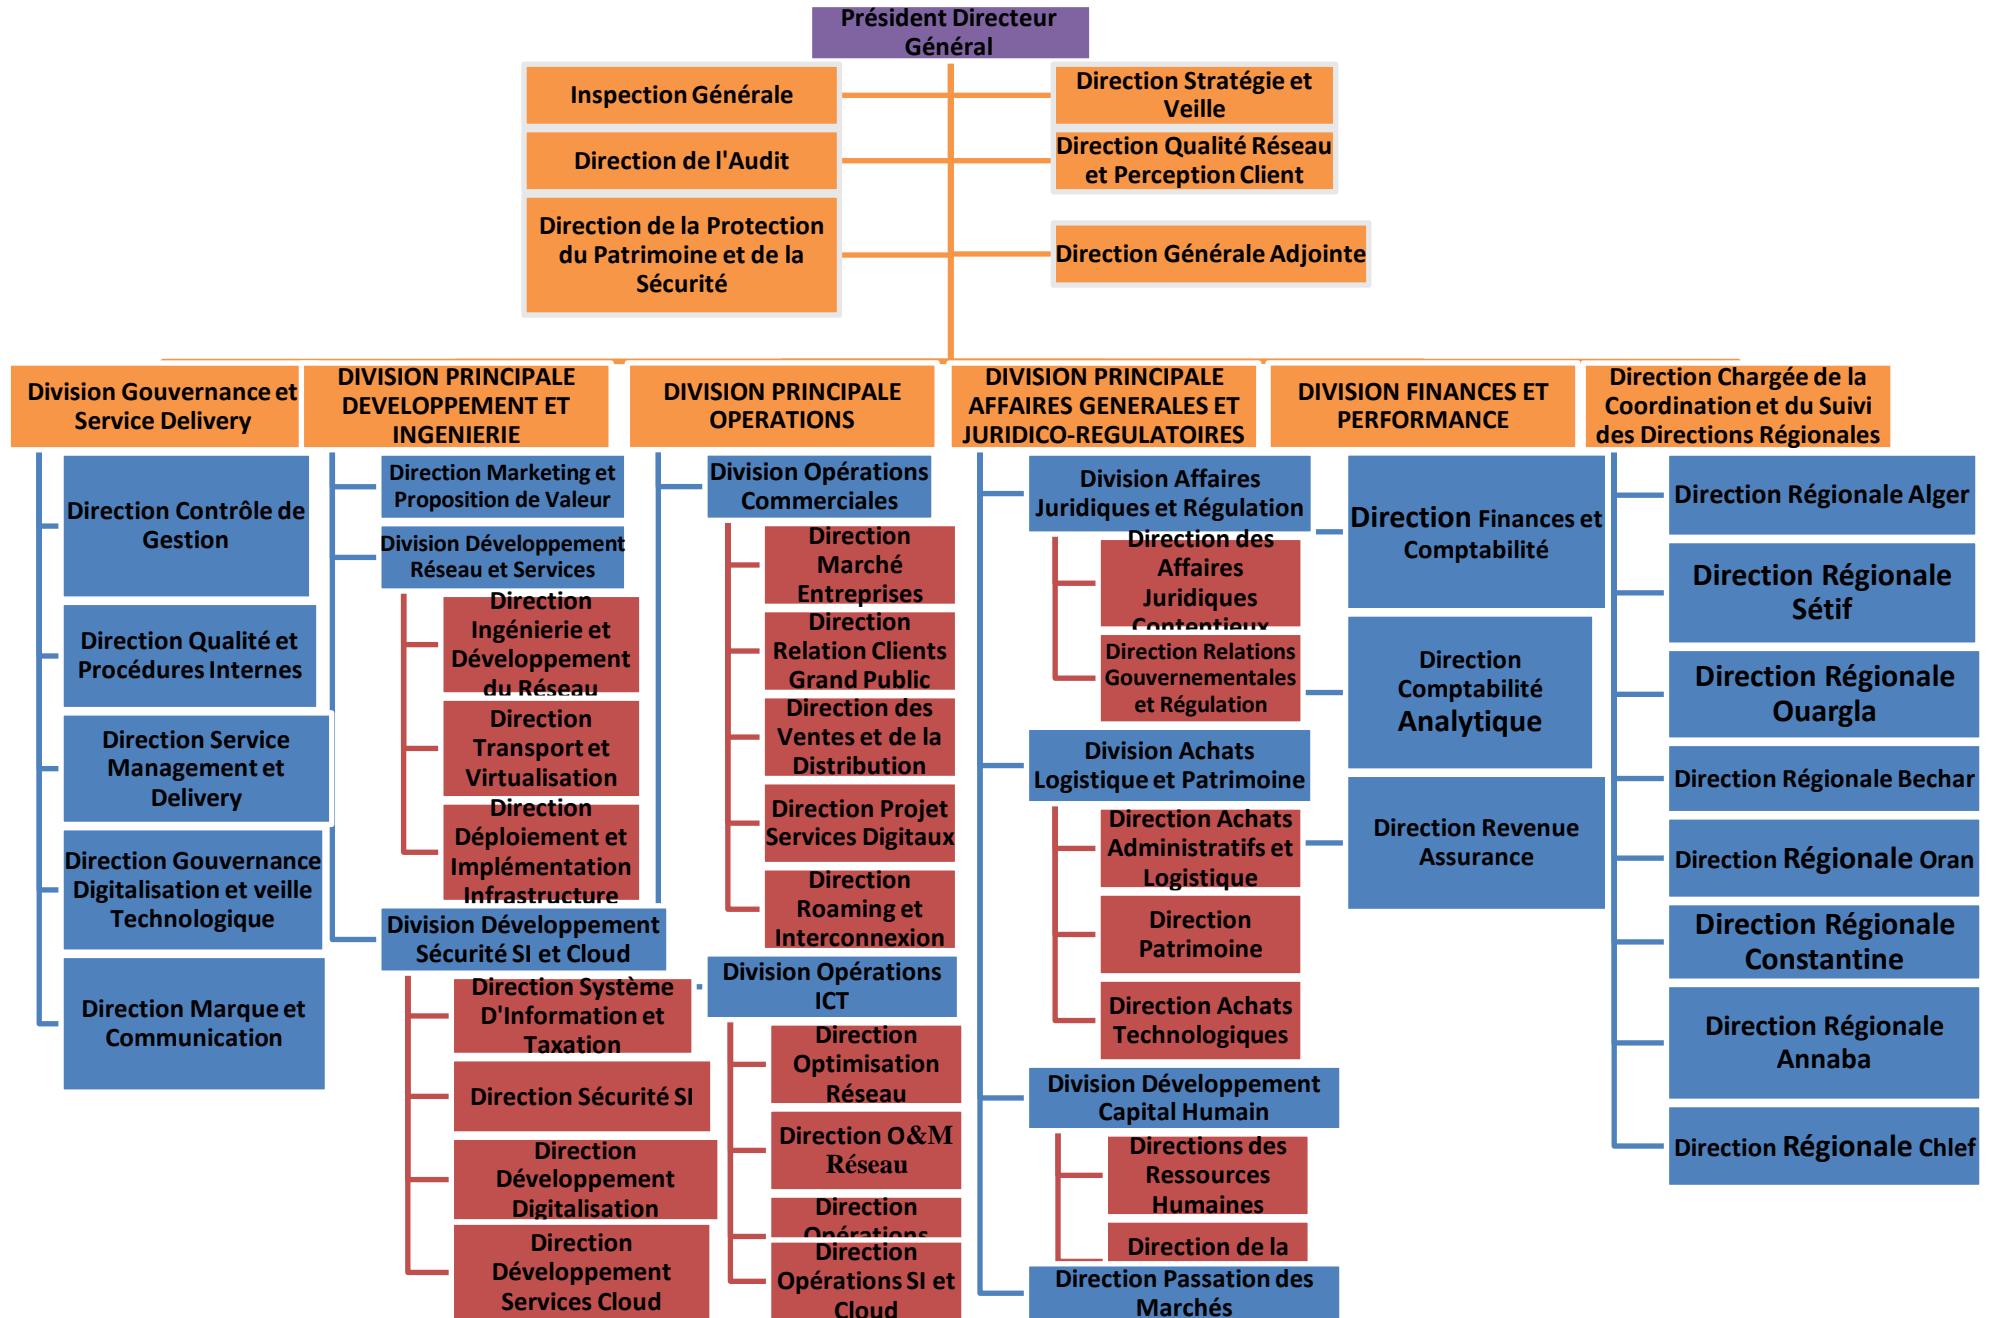 Président Directeur
Général
Inspection Générale
Direction Stratégie et
Veille
Direction de l'Audit
Direction Qualité Réseau
et Perception Client
Direction de la Protection
du Patrimoine et de la
Sécurité
Direction Générale Adjointe
Division Gouvernance et
Service Delivery
DIVISION PRINCIPALE
DEVELOPPEMENT ET
INGENIERIE
DIVISION PRINCIPALE
OPERATIONS
DIVISION PRINCIPALE
AFFAIRES GENERALES ET
JURIDICO-REGULATOIRES
DIVISION FINANCES ET
PERFORMANCE
Direction Chargée de la
Coordination et du Suivi
des Directions Régionales
Direction Contrôle de
Gestion
Direction Qualité et
Procédures Internes
Direction Service
Management et
Delivery
Direction Gouvernance
Digitalisation et veille
Technologique
Direction Marque et
Communication
Direction Marketing et
Proposition de Valeur
Division Développement
Réseau et Services
Direction
Ingénierie et
Développement
du Réseau
Direction
Transport et
Virtualisation
Direction
Déploiement et
Implémentation
Infrastructure
Division Développement
Sécurité SI et Cloud
Direction Système
D'Information et
Taxation
Direction Sécurité SI
Direction
Développement
Digitalisation
Direction
Développement
Services Cloud
Division Opérations
Commerciales
Direction
Marché
Entreprises
Direction
Relation Clients
Grand Public
Direction des
Ventes et de la
Distribution
Direction Projet
Services Digitaux
Direction
Roaming et
Interconnexion
Division Opérations
ICT
Direction
Optimisation
Réseau
Direction O&M
Réseau
Direction
Opérations
Direction
Opérations SI et
Cloud
Division Affaires
Juridiques et Régulation
Direction des
Affaires
Juridiques
Contentieux
Direction Relations
Gouvernementales
et Régulation
Division Achats
Logistique et Patrimoine
Direction Achats
Administratifs et
Logistique
Direction
Patrimoine
Direction Achats
Technologiques
Division Développement
Capital Humain
Directions des
Ressources
Humaines
Direction de la
Direction Passation des
Marchés
Direction Finances et
Comptabilité
Direction
Comptabilité
Analytique
Direction Revenue
Assurance
Direction Régionale Alger
Direction Régionale
Sétif
Direction Régionale
Ouargla
Direction Régionale Bechar
Direction Régionale Oran
Direction Régionale
Constantine
Direction Régionale
Annaba
Direction Régionale Chlef